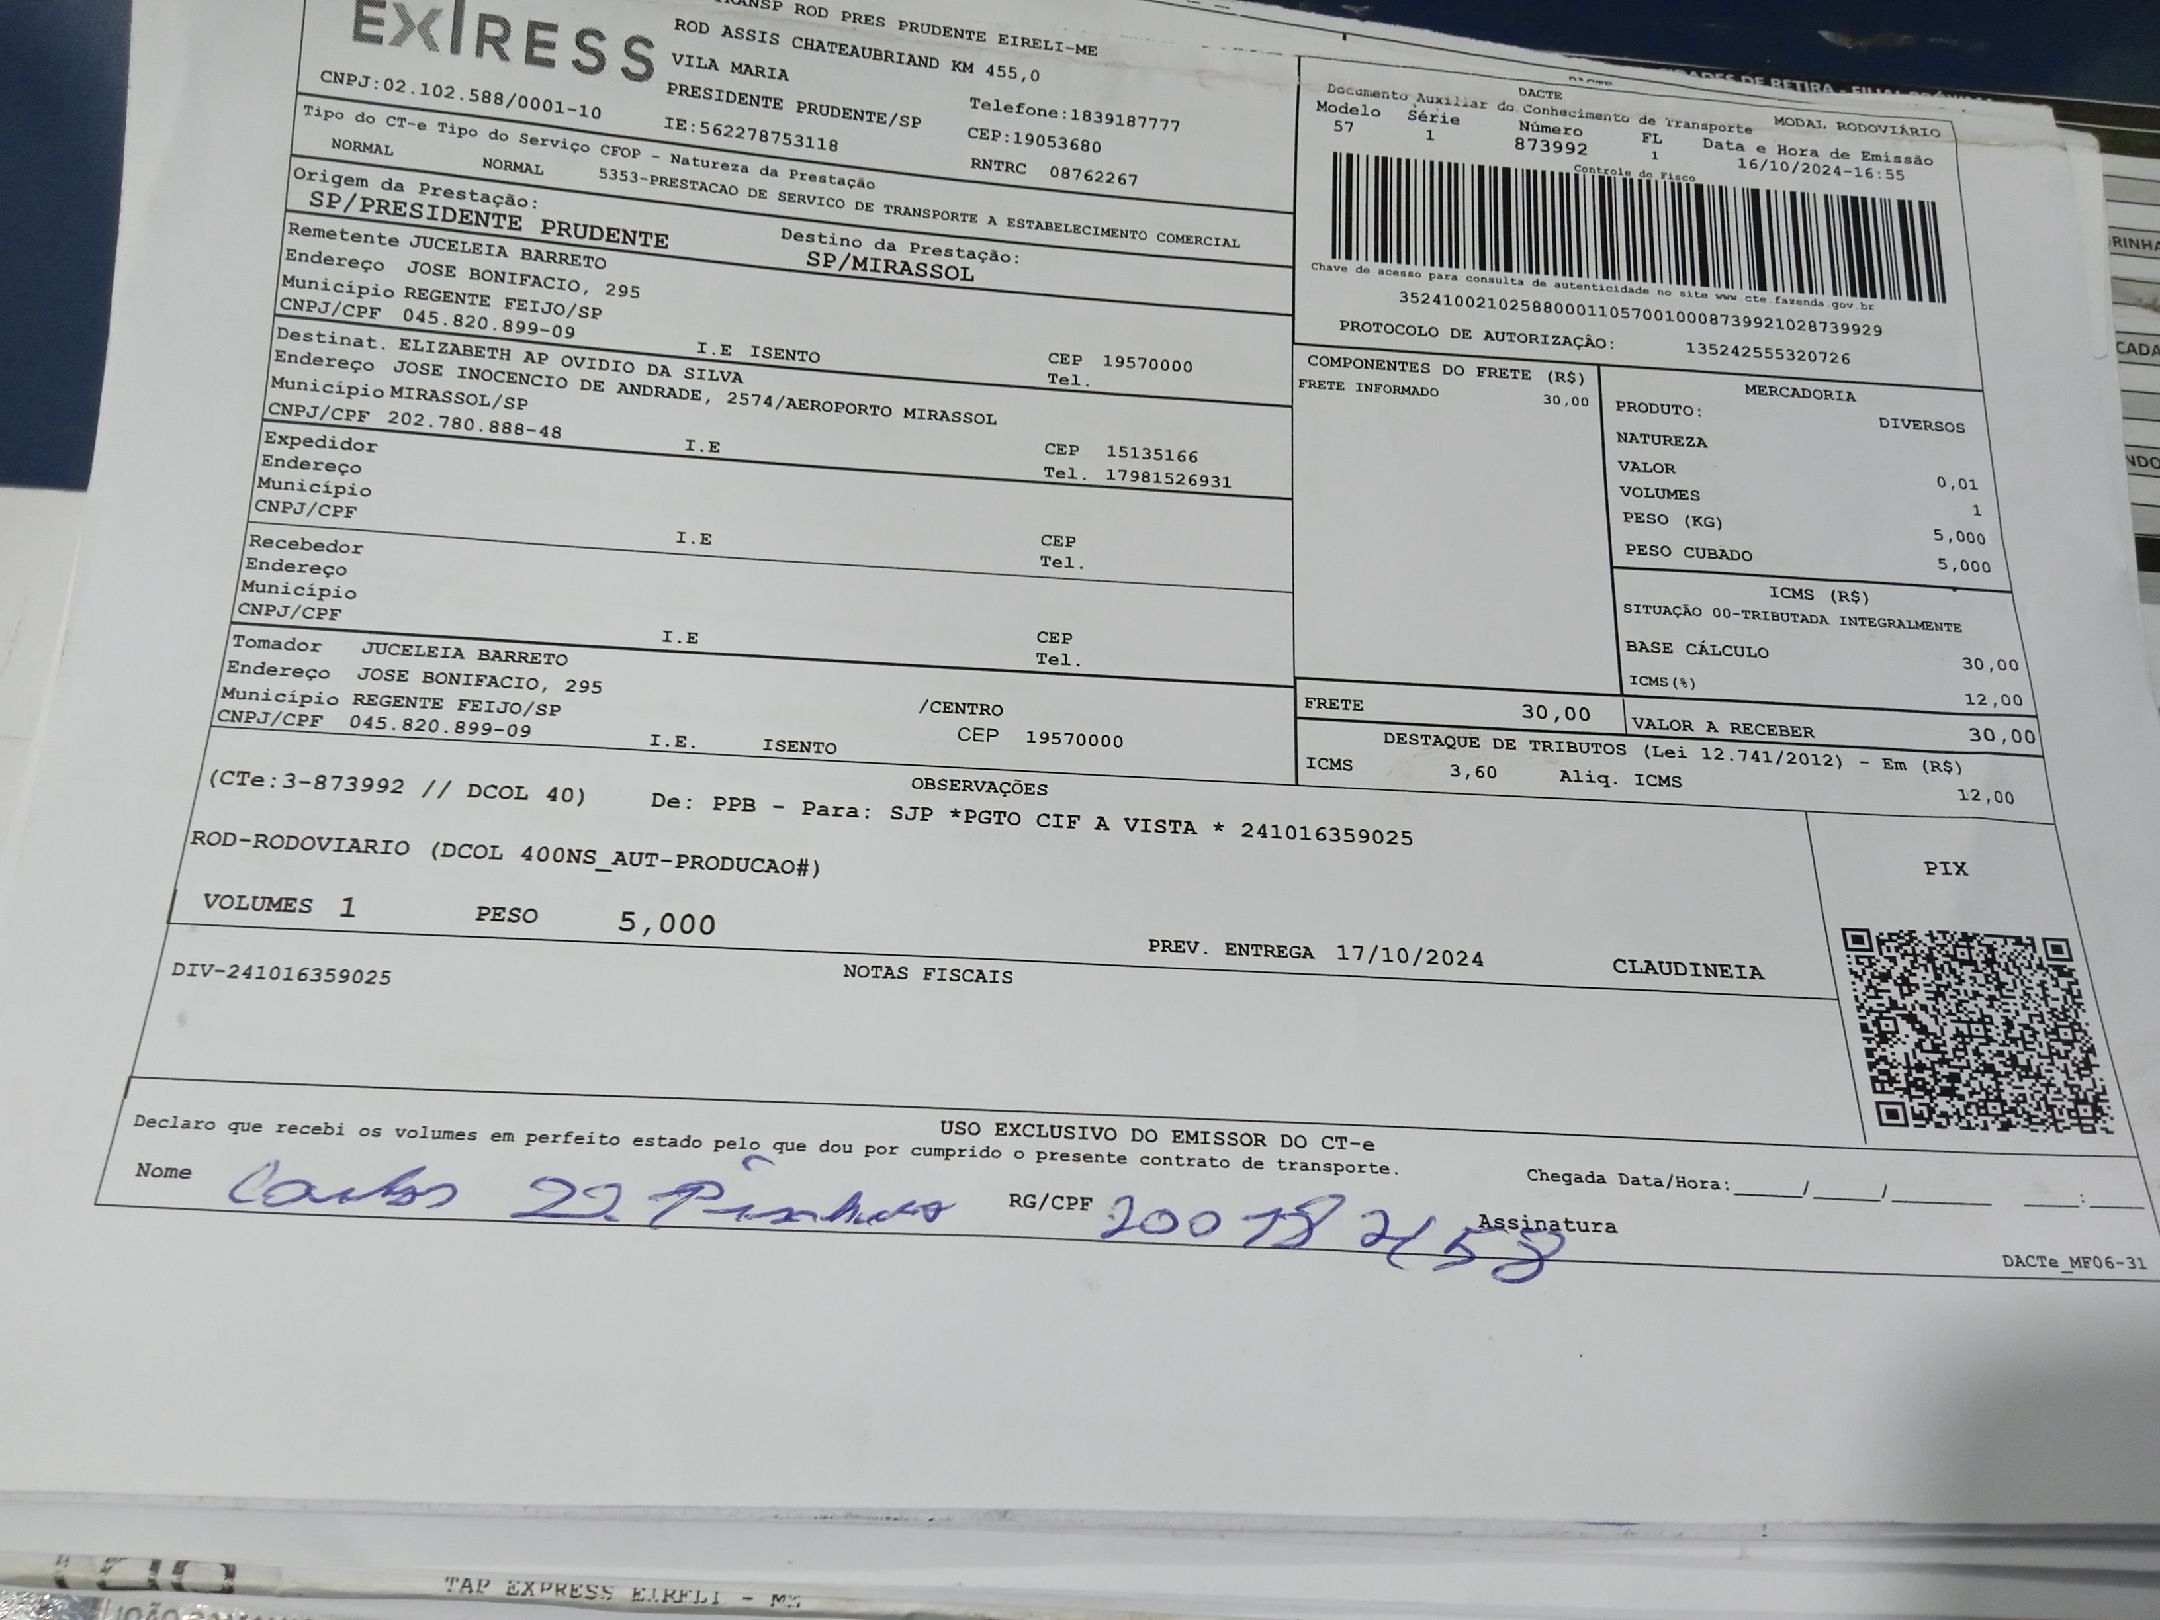 EXPRESS
TRANSP ROD PRES PRUDENTE EIRELI-ME
ROD ASSIS CHATEAUBRIAND KM 455,0
VILA MARIA
PRESIDENTE PRUDENTE/SP
Telefone:1839187777
CNPJ:02.102.588/0001-10
IE:562278753118
CEP:19053680
RNTRC 08762267
Tipo do CT-e Tipo do Serviço CFOP - Natureza da Prestação
NORMAL NORMAL 5353-PRESTACAO DE SERVICO DE TRANSPORTE A ESTABELECIMENTO COMERCIAL
Origem da Prestação:
SP/PRESIDENTE PRUDENTE
Destino da Prestação:
SP/MIRASSOL
Remetente JUCELEIA BARRETO
Endereço JOSE BONIFACIO, 295
Município REGENTE FEIJO/SP
CNPJ/CPF 045.820.899-09 I.E ISENTO
CEP 19570000
Tel.
Destinat. ELIZABETH AP OVIDIO DA SILVA
Endereço JOSE INOCENCIO DE ANDRADE, 2574/AEROPORTO MIRASSOL
Município MIRASSOL/SP
CNPJ/CPF 202.780.888-48 I.E
CEP 15135166
Tel. 17981526931
Expedidor
Endereço
Município
CNPJ/CPF I.E
CEP
Tel.
Recebedor
Endereço
Município
CNPJ/CPF I.E
CEP
Tel.
Tomador JUCELEIA BARRETO
Endereço JOSE BONIFACIO, 295
Município REGENTE FEIJO/SP /CENTRO
CNPJ/CPF 045.820.899-09 I.E. ISENTO CEP 19570000
DACTE
Documento Auxiliar do Conhecimento de Transporte
MODAL RODOVIÁRIO
Modelo Série Número FL Data e Hora de Emissão
57 1 873992 1 16/10/2024-16:55
Controle do Fisco
Chave de acesso para consulta de autenticidade no site www.cte.fazenda.gov.br
35241002102588000110570010008739921028739929
PROTOCOLO DE AUTORIZAÇÃO: 135242555320726
COMPONENTES DO FRETE (R$)
FRETE INFORMADO 30,00
MERCADORIA
PRODUTO: DIVERSOS
NATUREZA
VALOR 0,01
VOLUMES 1
PESO (KG) 5,000
PESO CUBADO 5,000
ICMS (R$)
SITUAÇÃO 00-TRIBUTADA INTEGRALMENTE
BASE CÁLCULO 30,00
ICMS(%) 12,00
FRETE 30,00 VALOR A RECEBER 30,00
DESTAQUE DE TRIBUTOS (Lei 12.741/2012) - Em (R$)
ICMS 3,60 Aliq. ICMS 12,00
OBSERVAÇÕES
(CTe:3-873992 // DCOL 40) De: PPB - Para: SJP *PGTO CIF A VISTA * 241016359025
ROD-RODOVIARIO (DCOL 400NS_AUT-PRODUCAO#)
PIX
VOLUMES 1 PESO 5,000 PREV. ENTREGA 17/10/2024 CLAUDINEIA
DIV-241016359025 NOTAS FISCAIS
USO EXCLUSIVO DO EMISSOR DO CT-e
Declaro que recebi os volumes em perfeito estado pelo que dou por cumprido o presente contrato de transporte.
Chegada Data/Hora:_____/_____/_________ ____:____
Nome RG/CPF Assinatura
DACTe_MF06-31
TAP EXPRESS EIRELI - ME